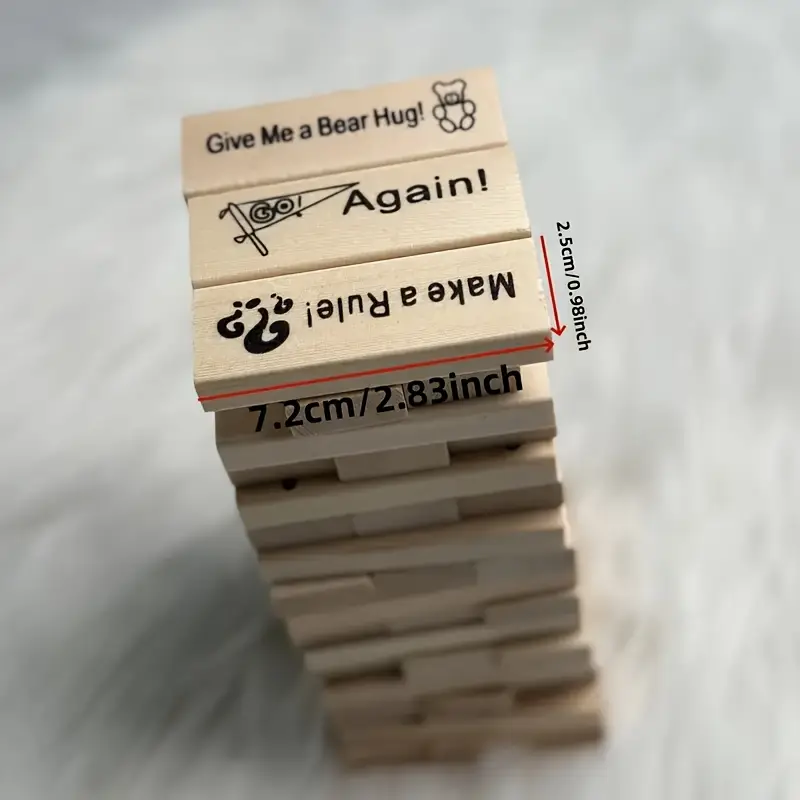 Give Me a Bear Hug!
GO! Again!
Make a Rule!
7.2cm/2.83inch
2.5cm/0.98inch